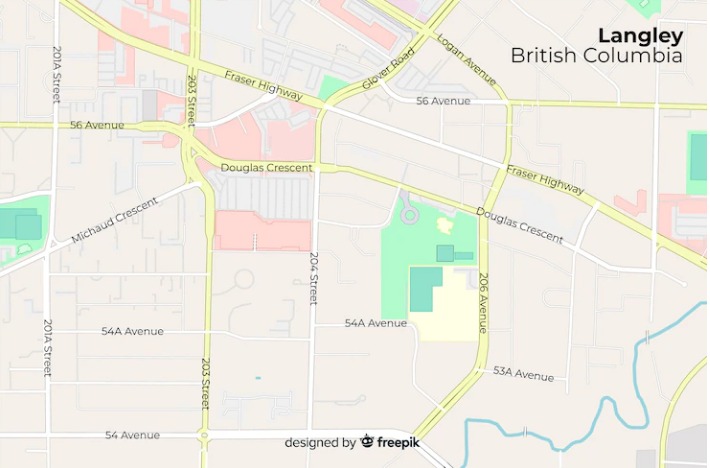 Langley
British Columbia
201A Street
203 Street
Fraser Highway
Glover Road
Logan Avenue
56 Avenue
56 Avenue
Douglas Crescent
Fraser Highway
Michaud Crescent
Douglas Crescent
204 Street
206 Avenue
201A Street
54A Avenue
54A Avenue
203 Street
53A Avenue
54 Avenue
designed by freepik